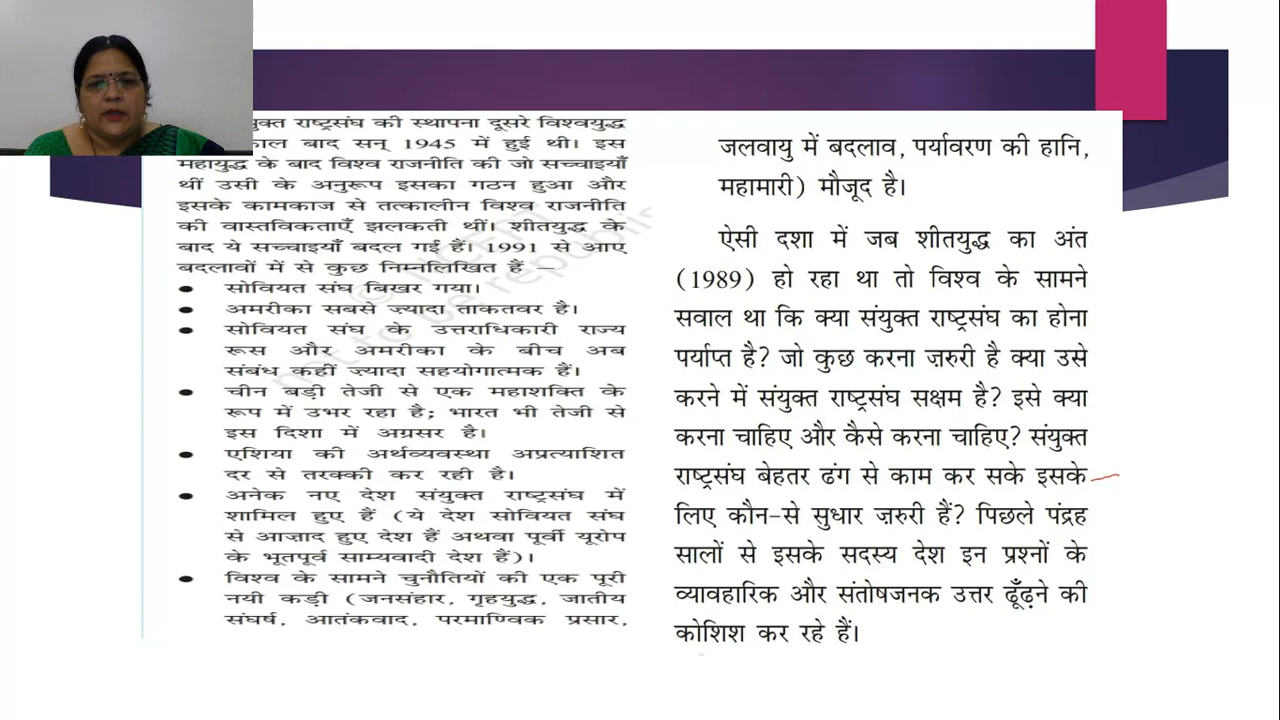 राष्ट्रसंघ की स्थापना दूसरे विश्वयुद्ध
बाद सन् 1945 में हुई थी। इस
महायुद्ध के बाद विश्व राजनीति की जो सच्चाइयाँ
थीं उसी के अनुरूप इसका गठन हुआ और
इसके कामकाज से तत्कालीन विश्व राजनीति
की वास्तविकताएँ झलकती थीं। शीतयुद्ध के
बाद ये सच्चाइयाँ बदल गई हैं। 1991 से आए
बदलावों में से कुछ निम्नलिखित हैं —
● सोवियत संघ बिखर गया।
● अमरीका सबसे ज़्यादा ताकतवर है।
● सोवियत संघ के उत्तराधिकारी राज्य
रूस और अमरीका के बीच अब
संबंध कहीं ज़्यादा सहयोगात्मक हैं।
● चीन बड़ी तेजी से एक महाशक्ति के
रूप में उभर रहा है; भारत भी तेजी से
इस दिशा में अग्रसर है।
● एशिया की अर्थव्यवस्था अप्रत्याशित
दर से तरक्की कर रही है।
● अनेक नए देश संयुक्त राष्ट्रसंघ में
शामिल हुए हैं (ये देश सोवियत संघ
से आज़ाद हुए देश हैं अथवा पूर्वी यूरोप
के भूतपूर्व साम्यवादी देश हैं)।
● विश्व के सामने चुनौतियों की एक पूरी
नयी कड़ी (जनसंहार, गृहयुद्ध, जातीय
संघर्ष, आतंकवाद, परमाण्विक प्रसार,
जलवायु में बदलाव, पर्यावरण की हानि,
महामारी) मौजूद है।
ऐसी दशा में जब शीतयुद्ध का अंत
(1989) हो रहा था तो विश्व के सामने
सवाल था कि क्या संयुक्त राष्ट्रसंघ का होना
पर्याप्त है? जो कुछ करना ज़रुरी है क्या उसे
करने में संयुक्त राष्ट्रसंघ सक्षम है? इसे क्या
करना चाहिए और कैसे करना चाहिए? संयुक्त
राष्ट्रसंघ बेहतर ढंग से काम कर सके इसके
लिए कौन-से सुधार ज़रुरी हैं? पिछले पंद्रह
सालों से इसके सदस्य देश इन प्रश्नों के
व्यावहारिक और संतोषजनक उत्तर ढूँढ़ने की
कोशिश कर रहे हैं।
© NCERT
not to be republis